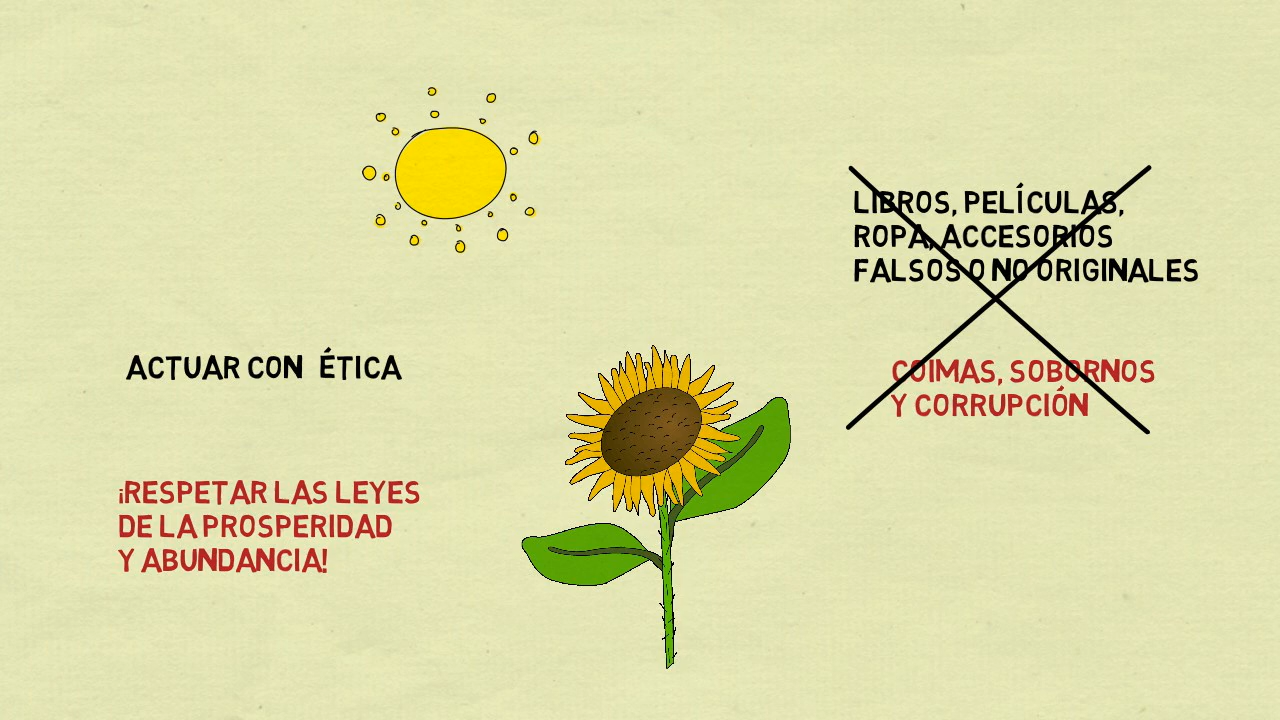 LIBROS, PELÍCULAS,
ROPA, ACCESORIOS
FALSOS O NO ORIGINALES
ACTUAR CON ÉTICA
COIMAS, SOBORNOS
Y CORRUPCIÓN
¡RESPETAR LAS LEYES
DE LA PROSPERIDAD
Y ABUNDANCIA!